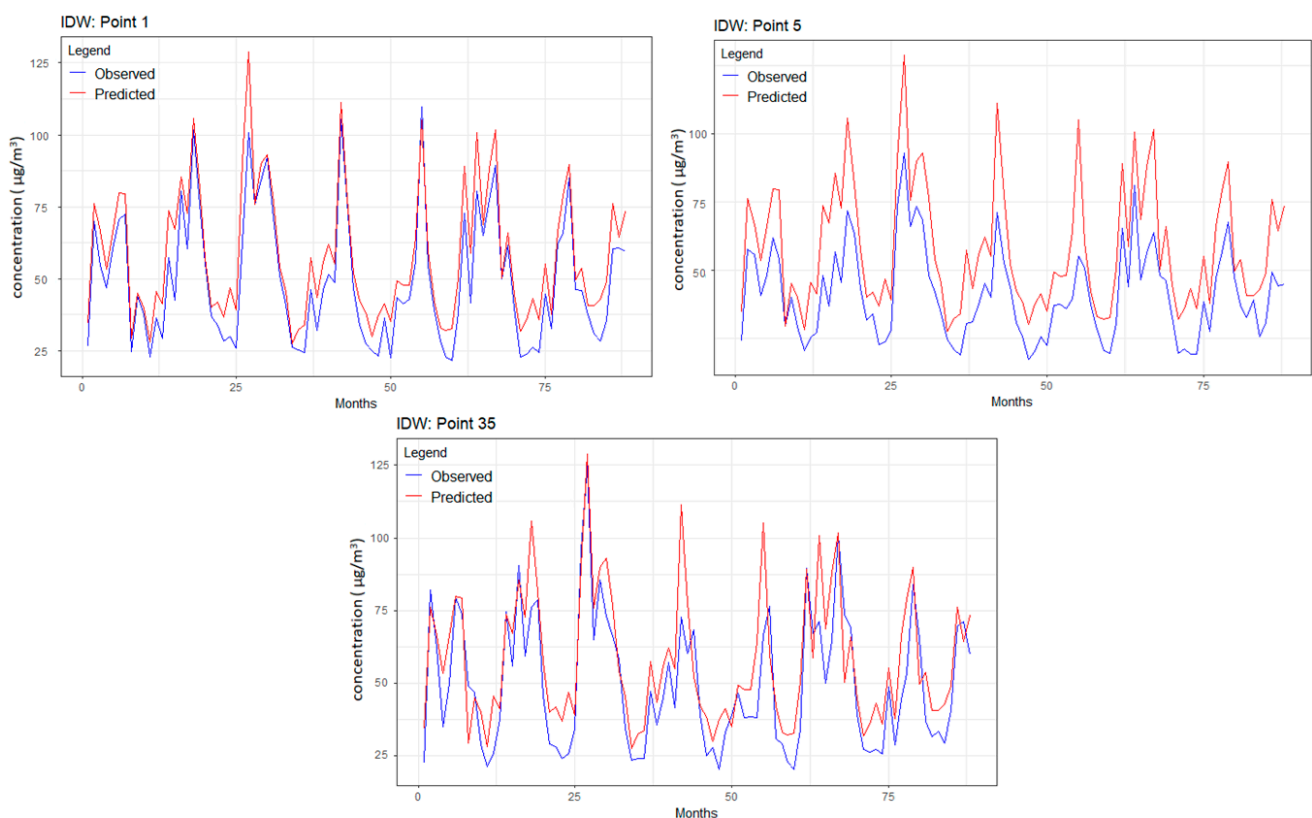 IDW: Point 1
Legend
Observed
Predicted
concentration ( µg/m³)
125
100
75
50
25
0
25
50
75
Months
IDW: Point 5
Legend
Observed
Predicted
concentration ( µg/m³)
100
75
50
0
25
50
75
Months
IDW: Point 35
Legend
Observed
Predicted
concentration (µg/m³)
125
100
75
50
25
0
25
50
75
Months